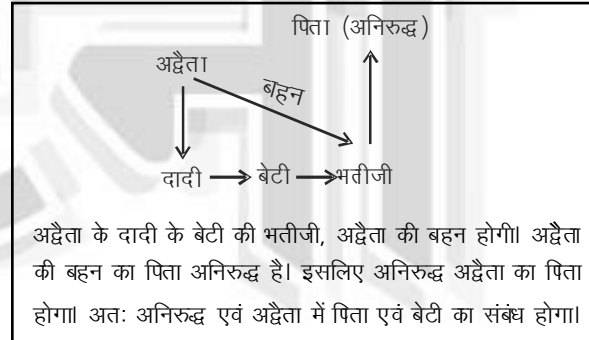 पिता (अनिरुद्ध)
अद्वैता
बहन
दादी बेटी भतीजी
अद्वैता के दादी के बेटी की भतीजी, अद्वैता की बहन होगी। अद्वैता
की बहन का पिता अनिरुद्ध है। इसलिए अनिरुद्ध अद्वैता का पिता
होगा। अतः अनिरुद्ध एवं अद्वैता में पिता एवं बेटी का संबंध होगा।